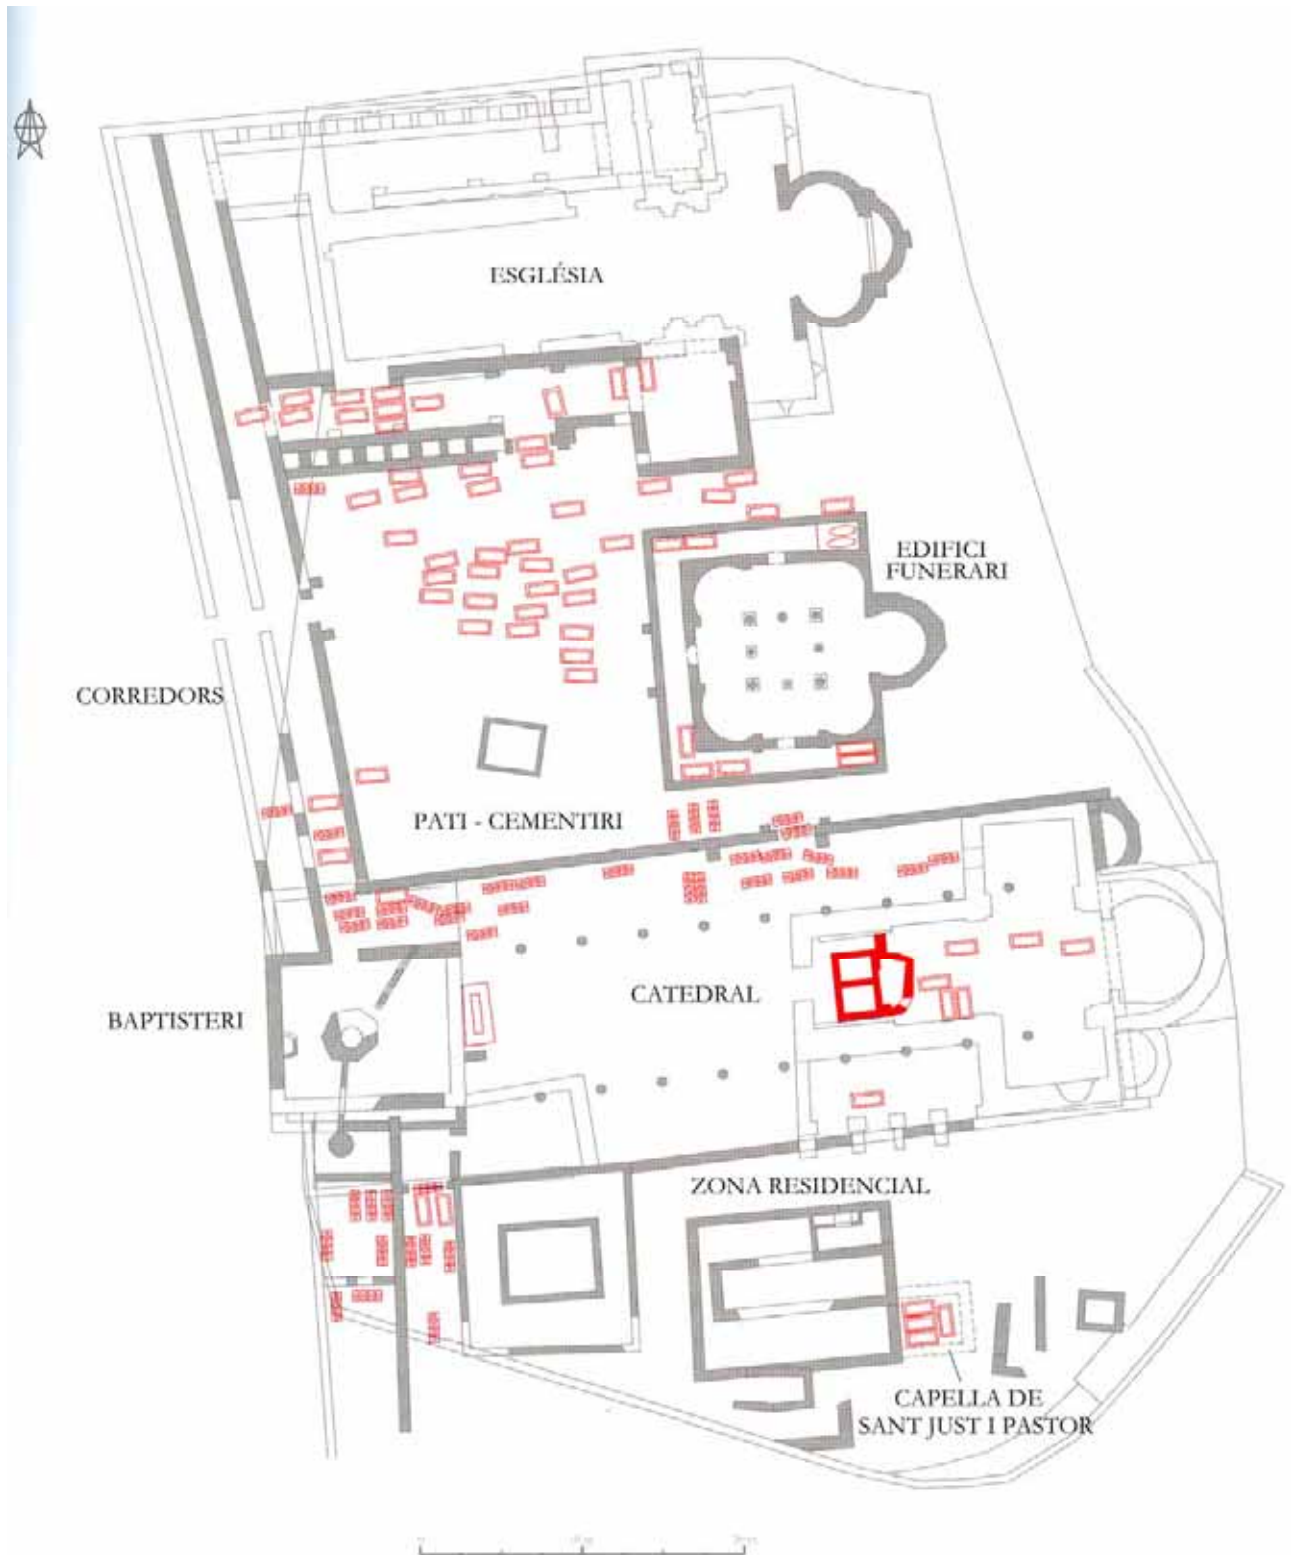 ESGLÉSIA
EDIFICI
FUNERARI
CORREDORS
PATI - CEMENTIRI
CATEDRAL
BAPTISTERI
ZONA RESIDENCIAL
CAPELLA DE
SANT JUST I PASTOR